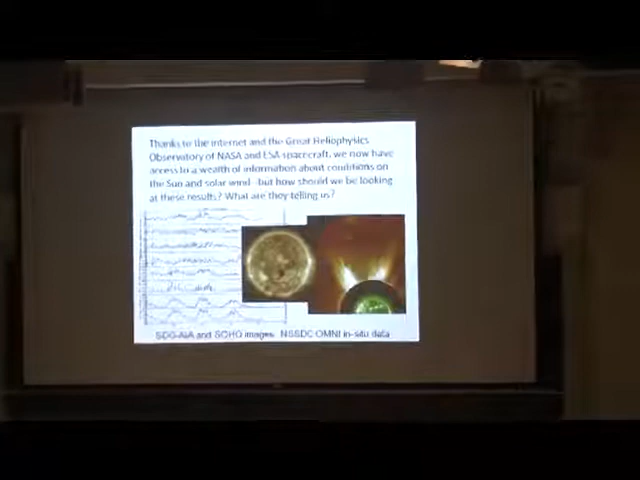 Thanks to the internet and the Great Heliophysics
Observatory of NASA and ESA spacecraft, we now have
access to a wealth of information about conditions on
the Sun and solar wind -but how should we be looking
at these results? What are they telling us?
SDO-AIA and SOHO images NSSDC OMNI in-situ data